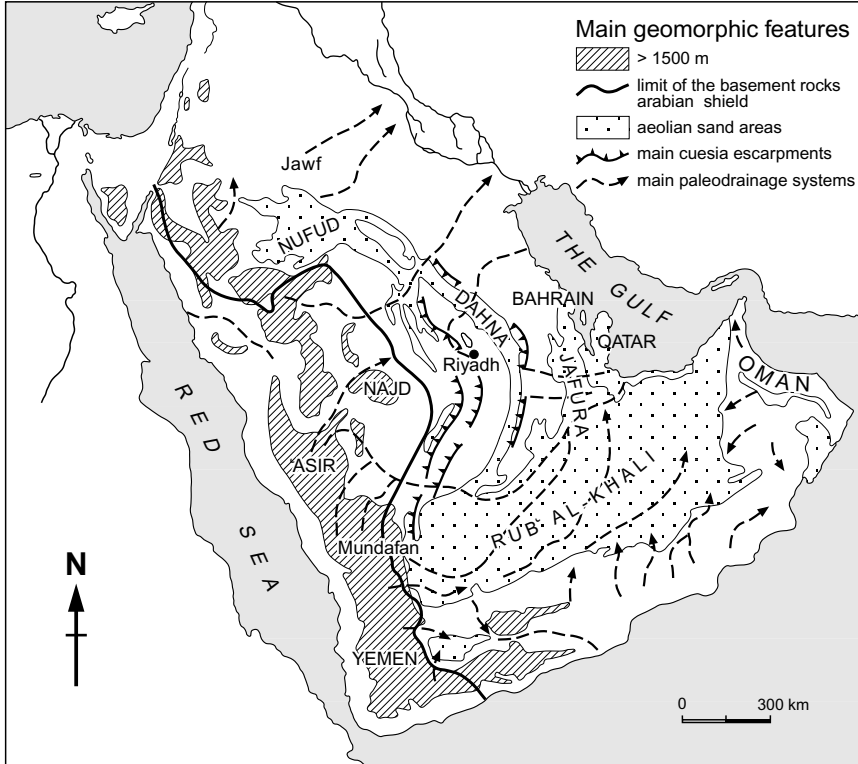 Main geomorphic features
> 1500 m
limit of the basement rocks
arabian shield
aeolian sand areas
main cuesia escarpments
main paleodrainage systems
Jawf
NUFUD
THE GULF
DAHNA
BAHRAIN
QATAR
Riyadh
JAFURA
OMAN
NAJD
RED SEA
ASIR
RUB-AL-KHALI
Mundafan
N
YEMEN
0 300 km